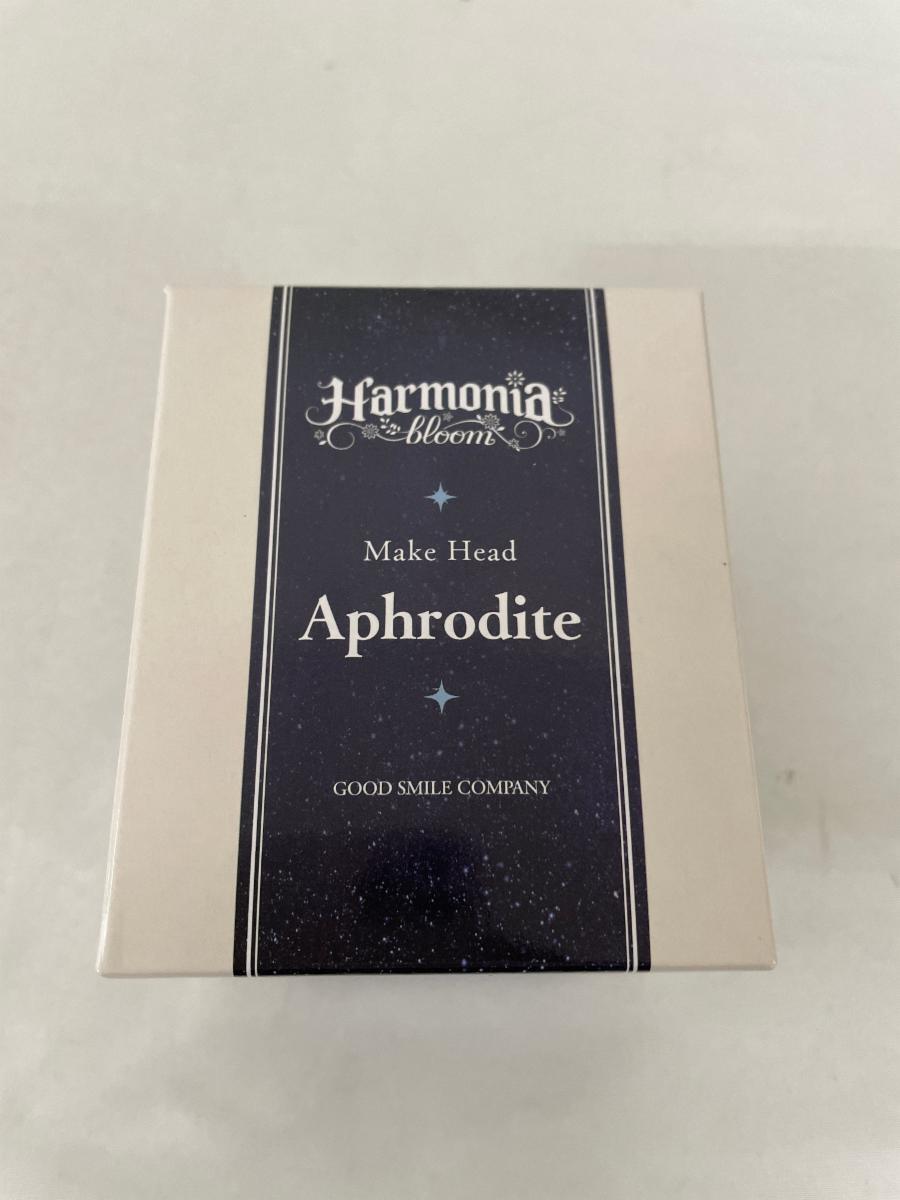 Harmonia
bloom
Make Head
Aphrodite
GOOD SMILE COMPANY